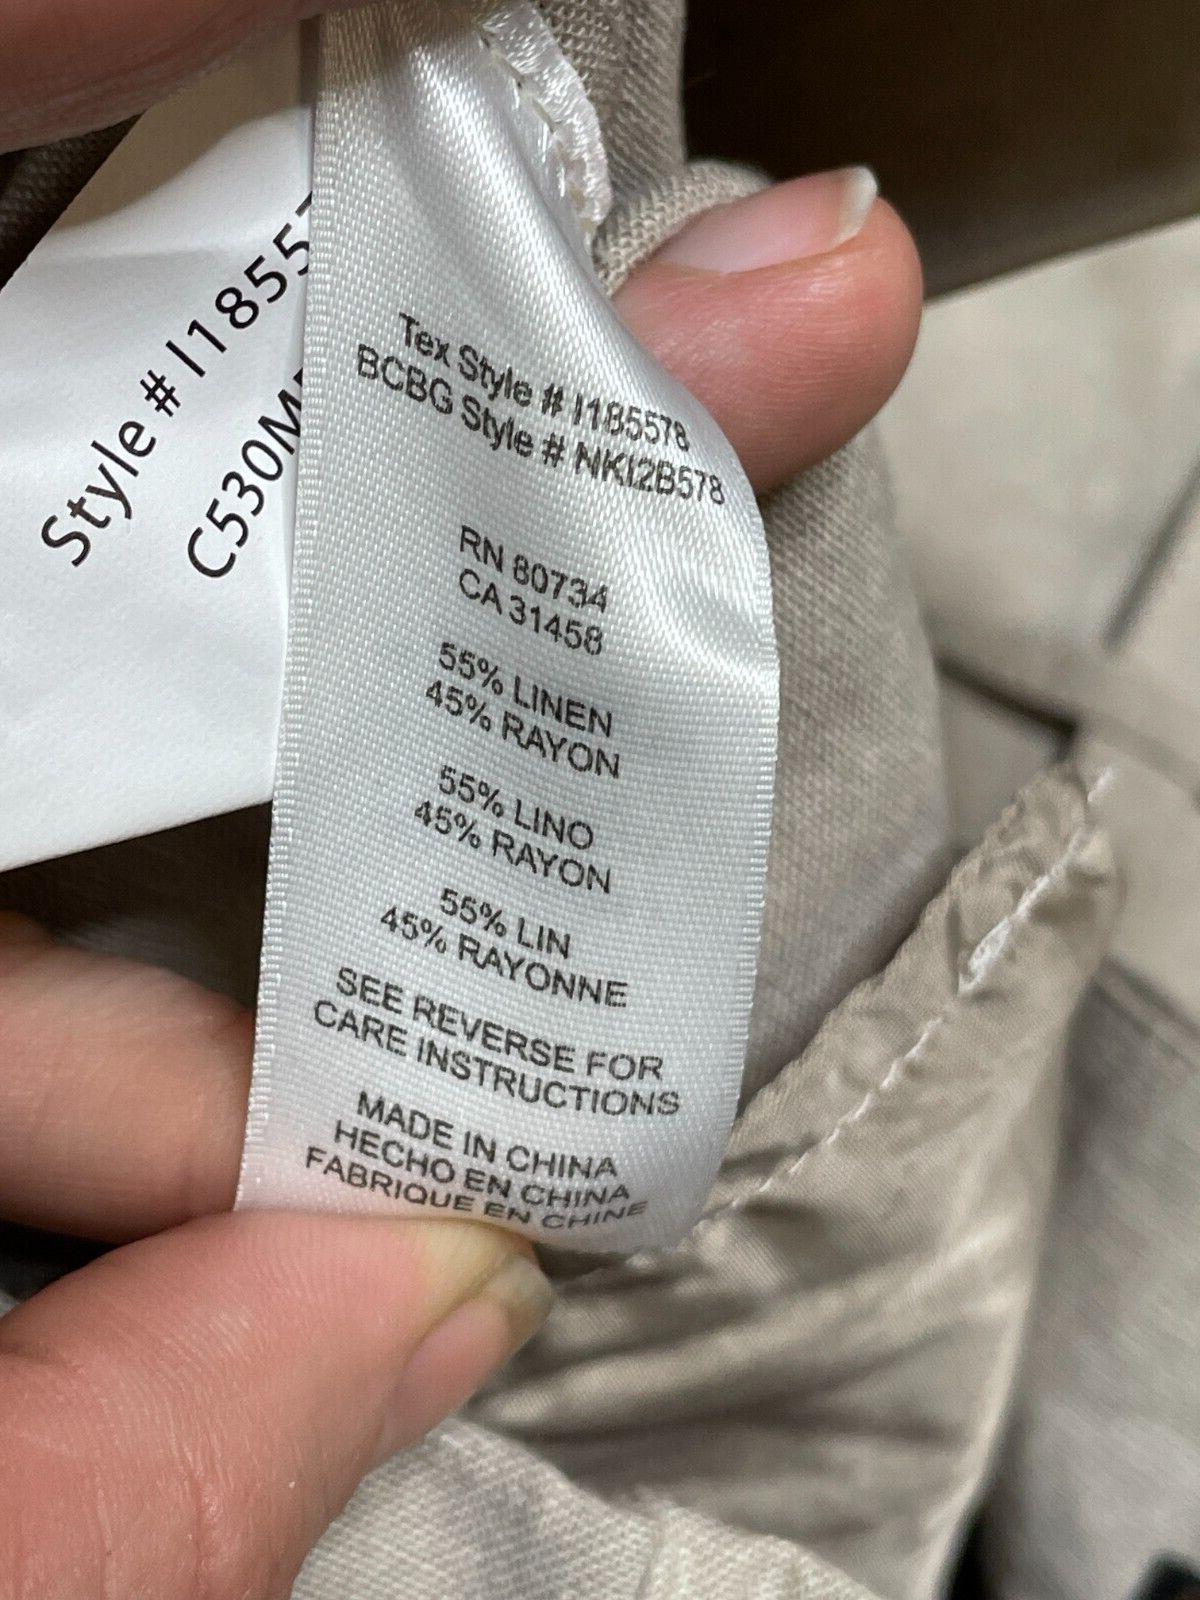 Style # I1855
C530M
Tex Style # I185578
BCBG Style # NKI2B578
RN 80734
CA 31458
55% LINEN
45% RAYON
55% LINO
45% RAYON
55% LIN
45% RAYONNE
SEE REVERSE FOR
CARE INSTRUCTIONS
MADE IN CHINA
HECHO EN CHINA
FABRIQUE EN CHINE